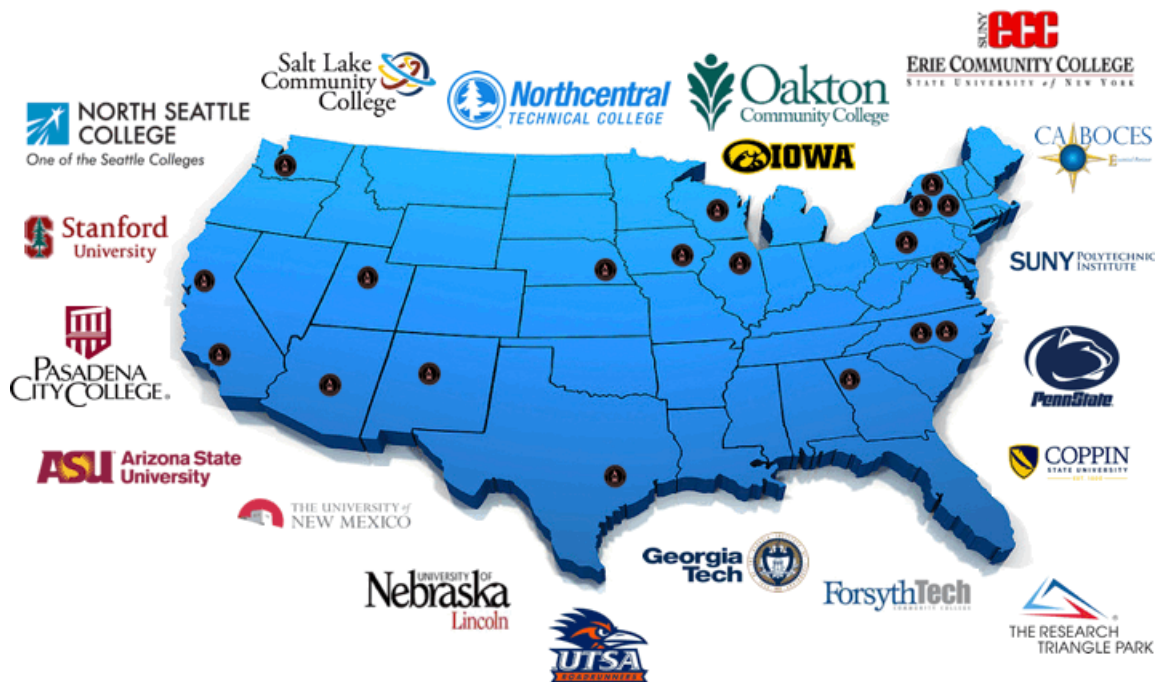 SUNY ecc
ERIE COMMUNITY COLLEGE
STATE UNIVERSITY of NEW YORK
Salt Lake
Community
College
Northcentral
TECHNICAL COLLEGE
Oakton
Community College
NORTH SEATTLE
COLLEGE
One of the Seattle Colleges
IOWA
CA BOCES
Stanford
University
SUNY POLYTECHNIC
INSTITUTE
PASADENA
CITY COLLEGE
PennState
ASU Arizona State
University
COPPIN
STATE UNIVERSITY
THE UNIVERSITY of
NEW MEXICO
Georgia
Tech
UNIVERSITY OF
Nebraska
Lincoln
ForsythTech
COMMUNITY COLLEGE
THE RESEARCH
TRIANGLE PARK
UTSA
ROADRUNNERS